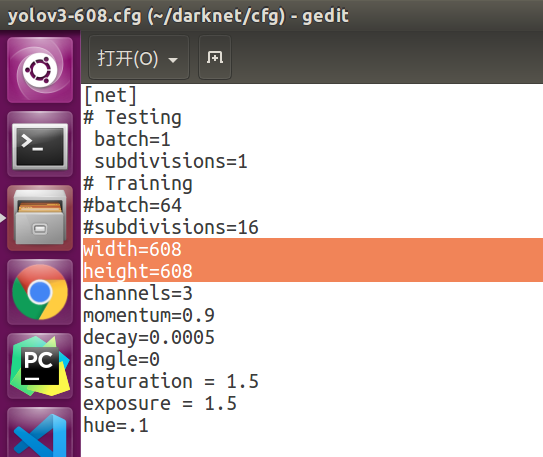 yolov3-608.cfg (~/darknet/cfg) - gedit
打开(O)
[net]
# Testing
 batch=1
 subdivisions=1
# Training
#batch=64
#subdivisions=16
width=608
height=608
channels=3
momentum=0.9
decay=0.0005
angle=0
saturation = 1.5
exposure = 1.5
hue=.1
>_
PC